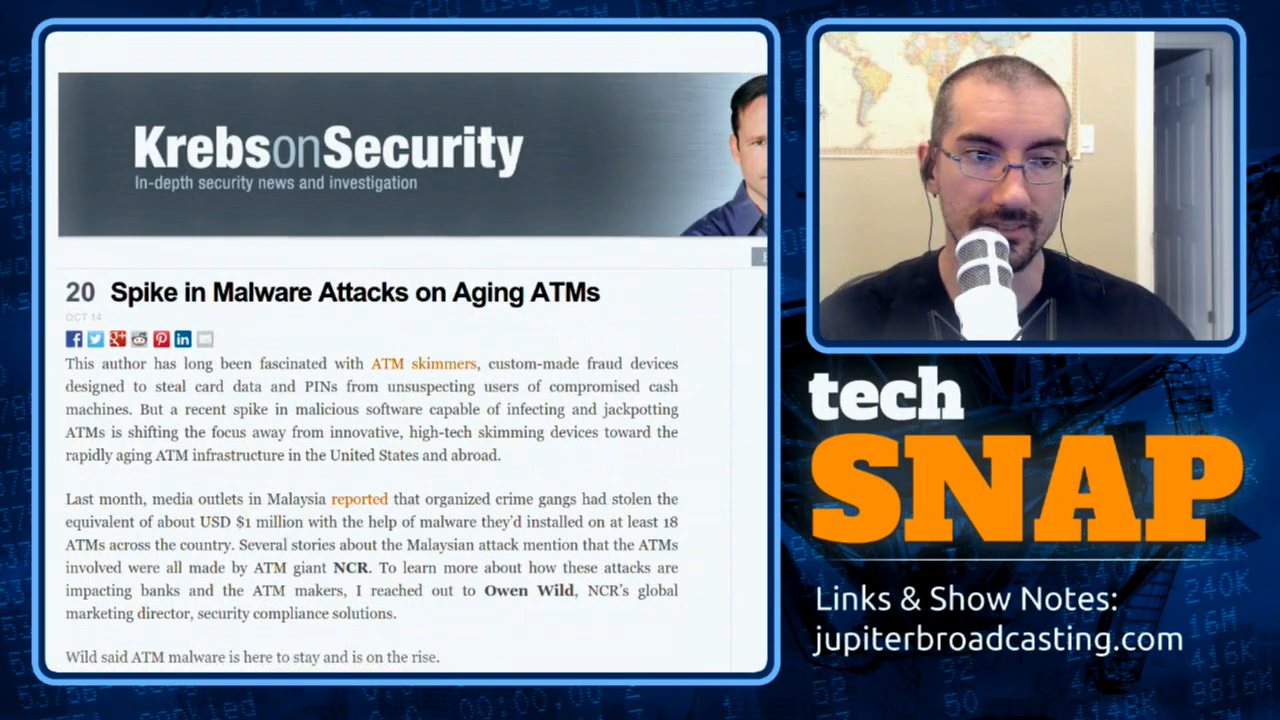 KrebsonSecurity
In-depth security news and investigation
20 Spike in Malware Attacks on Aging ATMs
OCT 14
This author has long been fascinated with ATM skimmers, custom-made fraud devices
designed to steal card data and PINs from unsuspecting users of compromised cash
machines. But a recent spike in malicious software capable of infecting and jackpotting
ATMs is shifting the focus away from innovative, high-tech skimming devices toward the
rapidly aging ATM infrastructure in the United States and abroad.
Last month, media outlets in Malaysia reported that organized crime gangs had stolen the
equivalent of about USD $1 million with the help of malware they'd installed on at least 18
ATMs across the country. Several stories about the Malaysian attack mention that the ATMs
involved were all made by ATM giant NCR. To learn more about how these attacks are
impacting banks and the ATM makers, I reached out to Owen Wild, NCR's global
marketing director, security compliance solutions.
Wild said ATM malware is here to stay and is on the rise.
tech
SNAP
Links & Show Notes:
jupiterbroadcasting.com